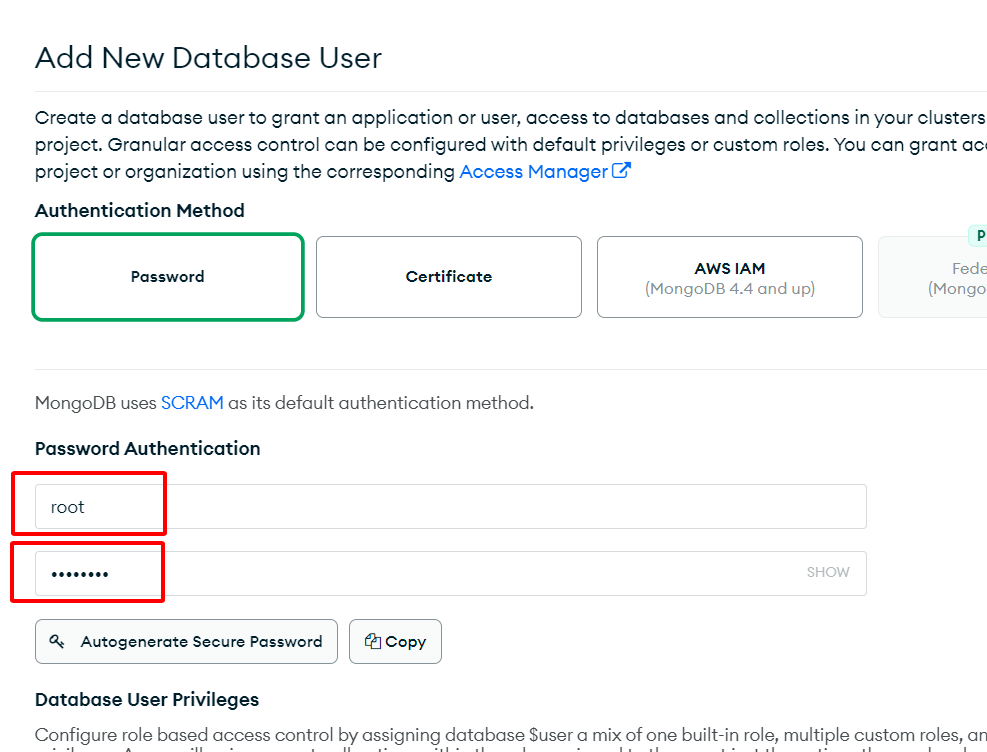 Add New Database User
Create a database user to grant an application or user, access to databases and collections in your clusters
project. Granular access control can be configured with default privileges or custom roles. You can grant
project or organization using the corresponding Access Manager
Authentication Method
Password
Certificate
AWS IAM
(MongoDB 4.4 and up)
MongoDB uses SCRAM as its default authentication method.
Password Authentication
root
••••••••
SHOW
Autogenerate Secure Password
Copy
Database User Privileges
Configure role based access control by assigning database $user a mix of one built-in role, multiple custom roles,